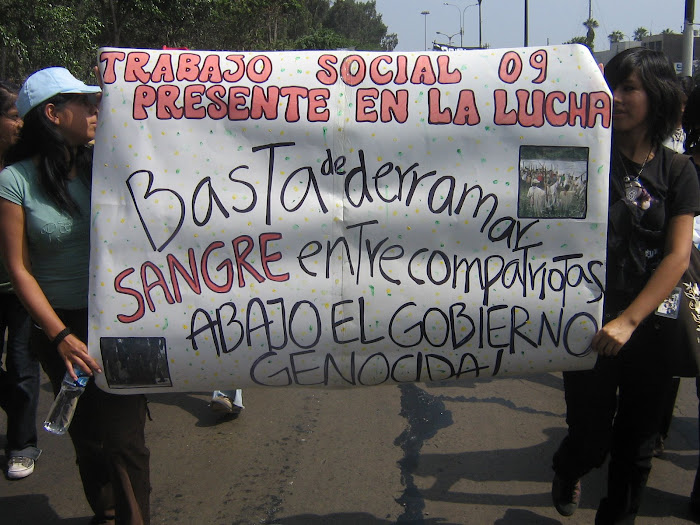 TRABAJO SOCIAL 09
PRESENTE EN LA LUCHA
Basta de derramar
SANGRE entre compatriotas
ABAJO EL GOBIERNO
GENOCIDA!